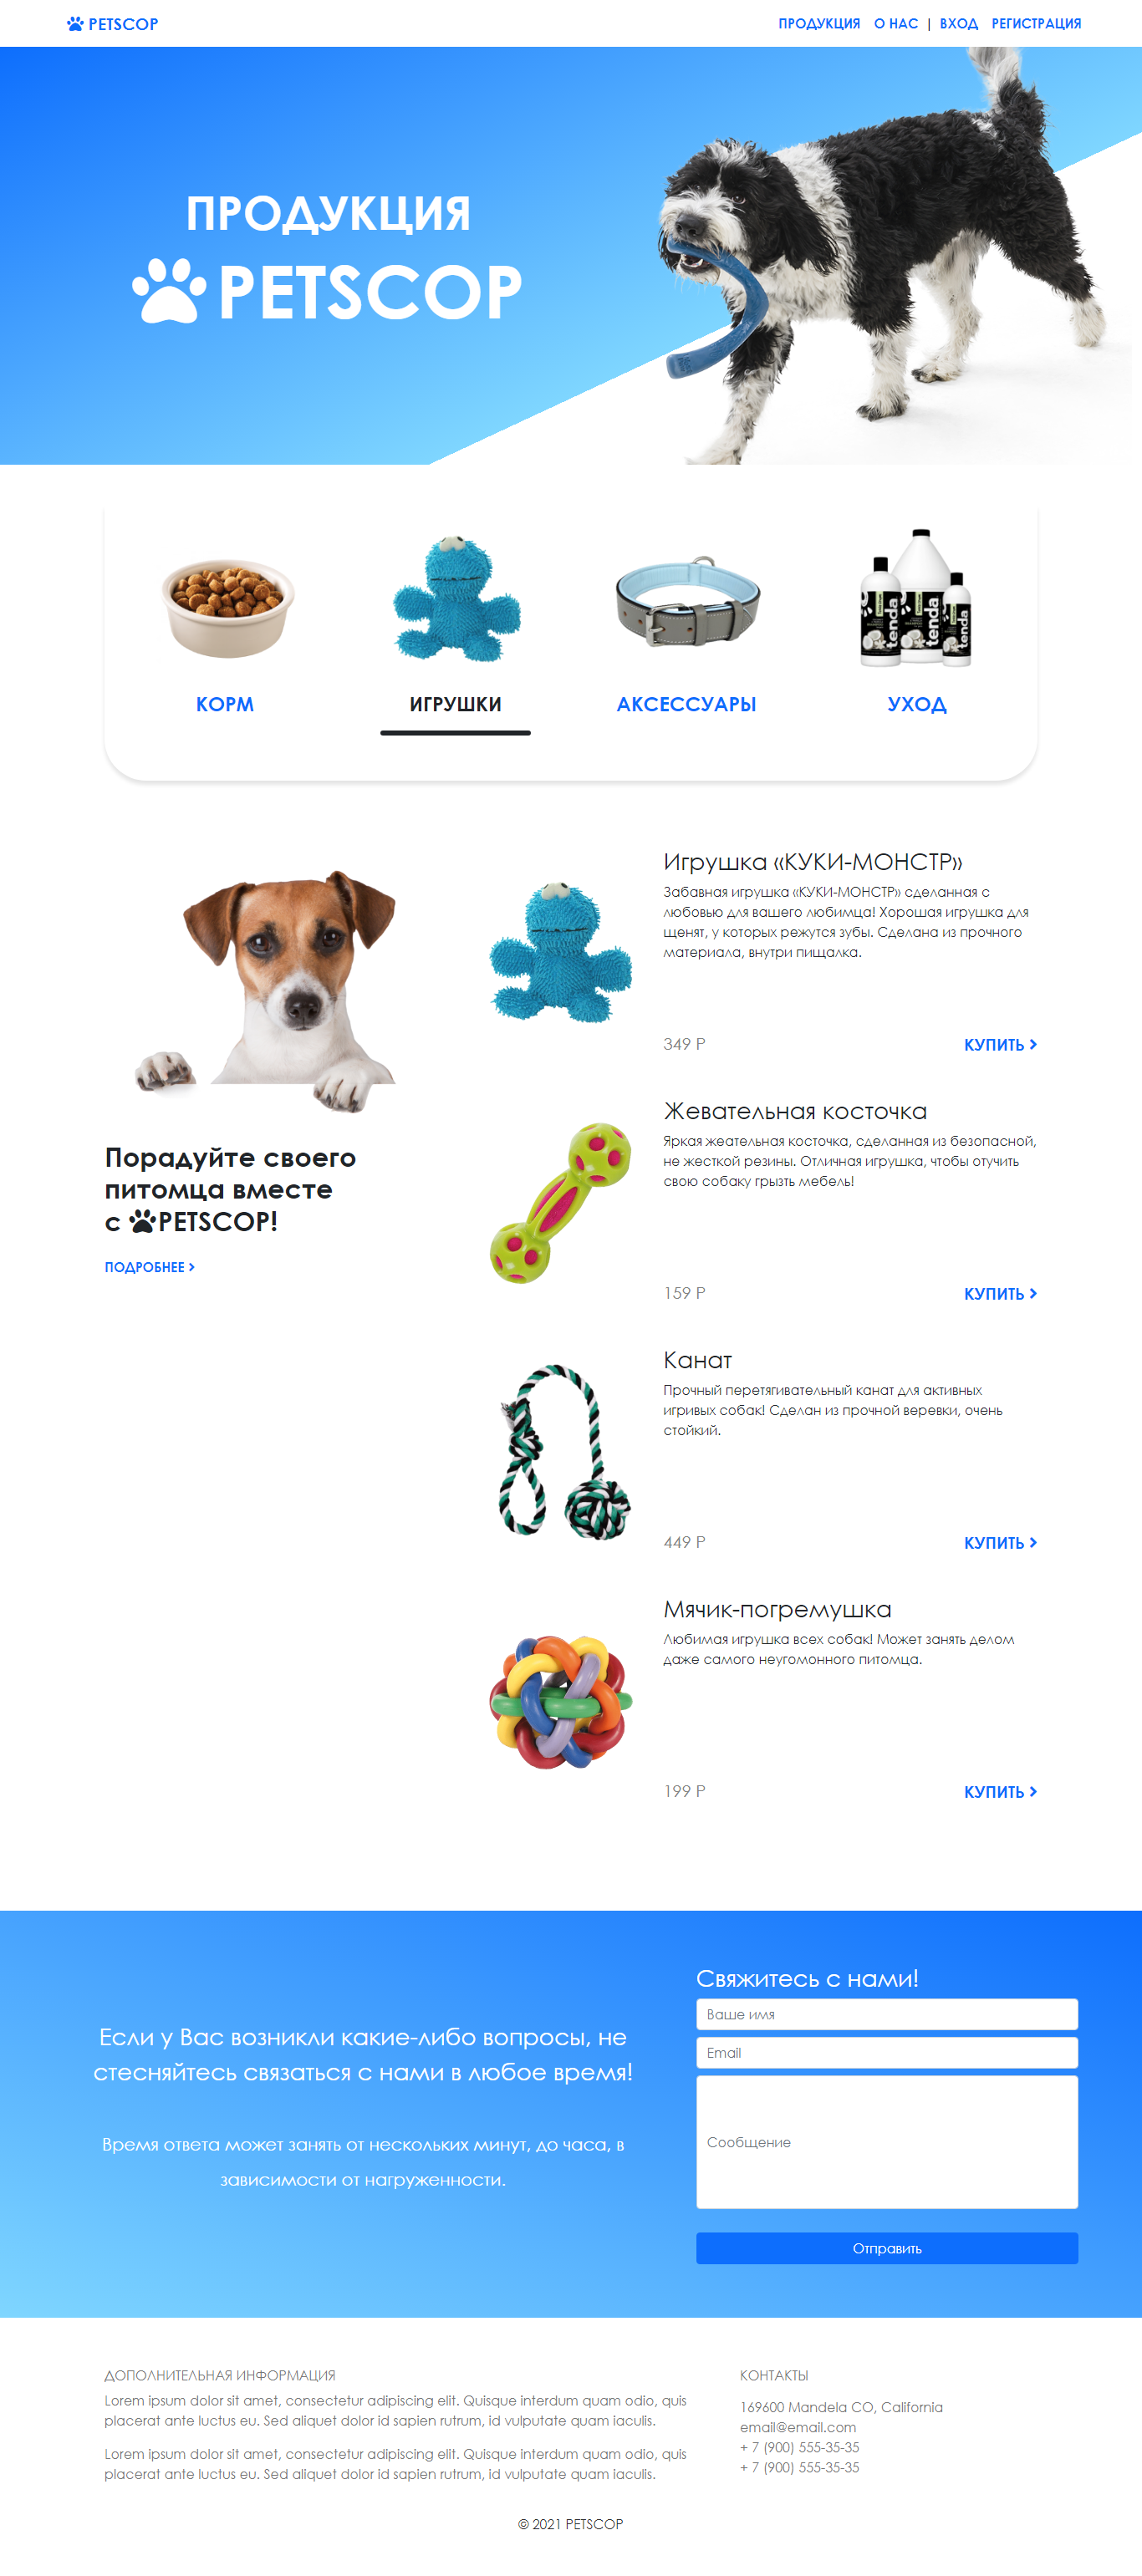 PETSCOP
ПРОДУКЦИЯ О НАС | ВХОД РЕГИСТРАЦИЯ
ПРОДУКЦИЯ
PETSCOP
tenda
tenda
tenda
КОРМ
ИГРУШКИ
АКСЕССУАРЫ
УХОД
Порадуйте своего
питомца вместе
с PETSCOP!
ПОДРОБНЕЕ
Игрушка «КУКИ-МОНСТР»
Забавная игрушка «КУКИ-МОНСТР» сделанная с
любовью для вашего любимца! Хорошая игрушка для
щенят, у которых режутся зубы. Сделана из прочного
материала, внутри пищалка.
349 Р
КУПИТЬ
Жевательная косточка
Яркая жеательная косточка, сделанная из безопасной,
не жесткой резины. Отличная игрушка, чтобы отучить
свою собаку грызть мебель!
159 Р
КУПИТЬ
Канат
Прочный перетягивательный канат для активных
игривых собак! Сделан из прочной веревки, очень
стойкий.
449 Р
КУПИТЬ
Мячик-погремушка
Любимая игрушка всех собак! Может занять делом
даже самого неугомонного питомца.
199 Р
КУПИТЬ
Если у Вас возникли какие-либо вопросы, не
стесняйтесь связаться с нами в любое время!
Время ответа может занять от нескольких минут, до часа, в
зависимости от нагруженности.
Свяжитесь с нами!
Ваше имя
Email
Сообщение
Отправить
ДОПОЛНИТЕЛЬНАЯ ИНФОРМАЦИЯ
Lorem ipsum dolor sit amet, consectetur adipiscing elit. Quisque interdum quam odio, quis
placerat ante luctus eu. Sed aliquet dolor id sapien rutrum, id vulputate quam iaculis.
Lorem ipsum dolor sit amet, consectetur adipiscing elit. Quisque interdum quam odio, quis
placerat ante luctus eu. Sed aliquet dolor id sapien rutrum, id vulputate quam iaculis.
КОНТАКТЫ
169600 Mandela CO, California
email@email.com
+ 7 (900) 555-35-35
+ 7 (900) 555-35-35
© 2021 PETSCOP